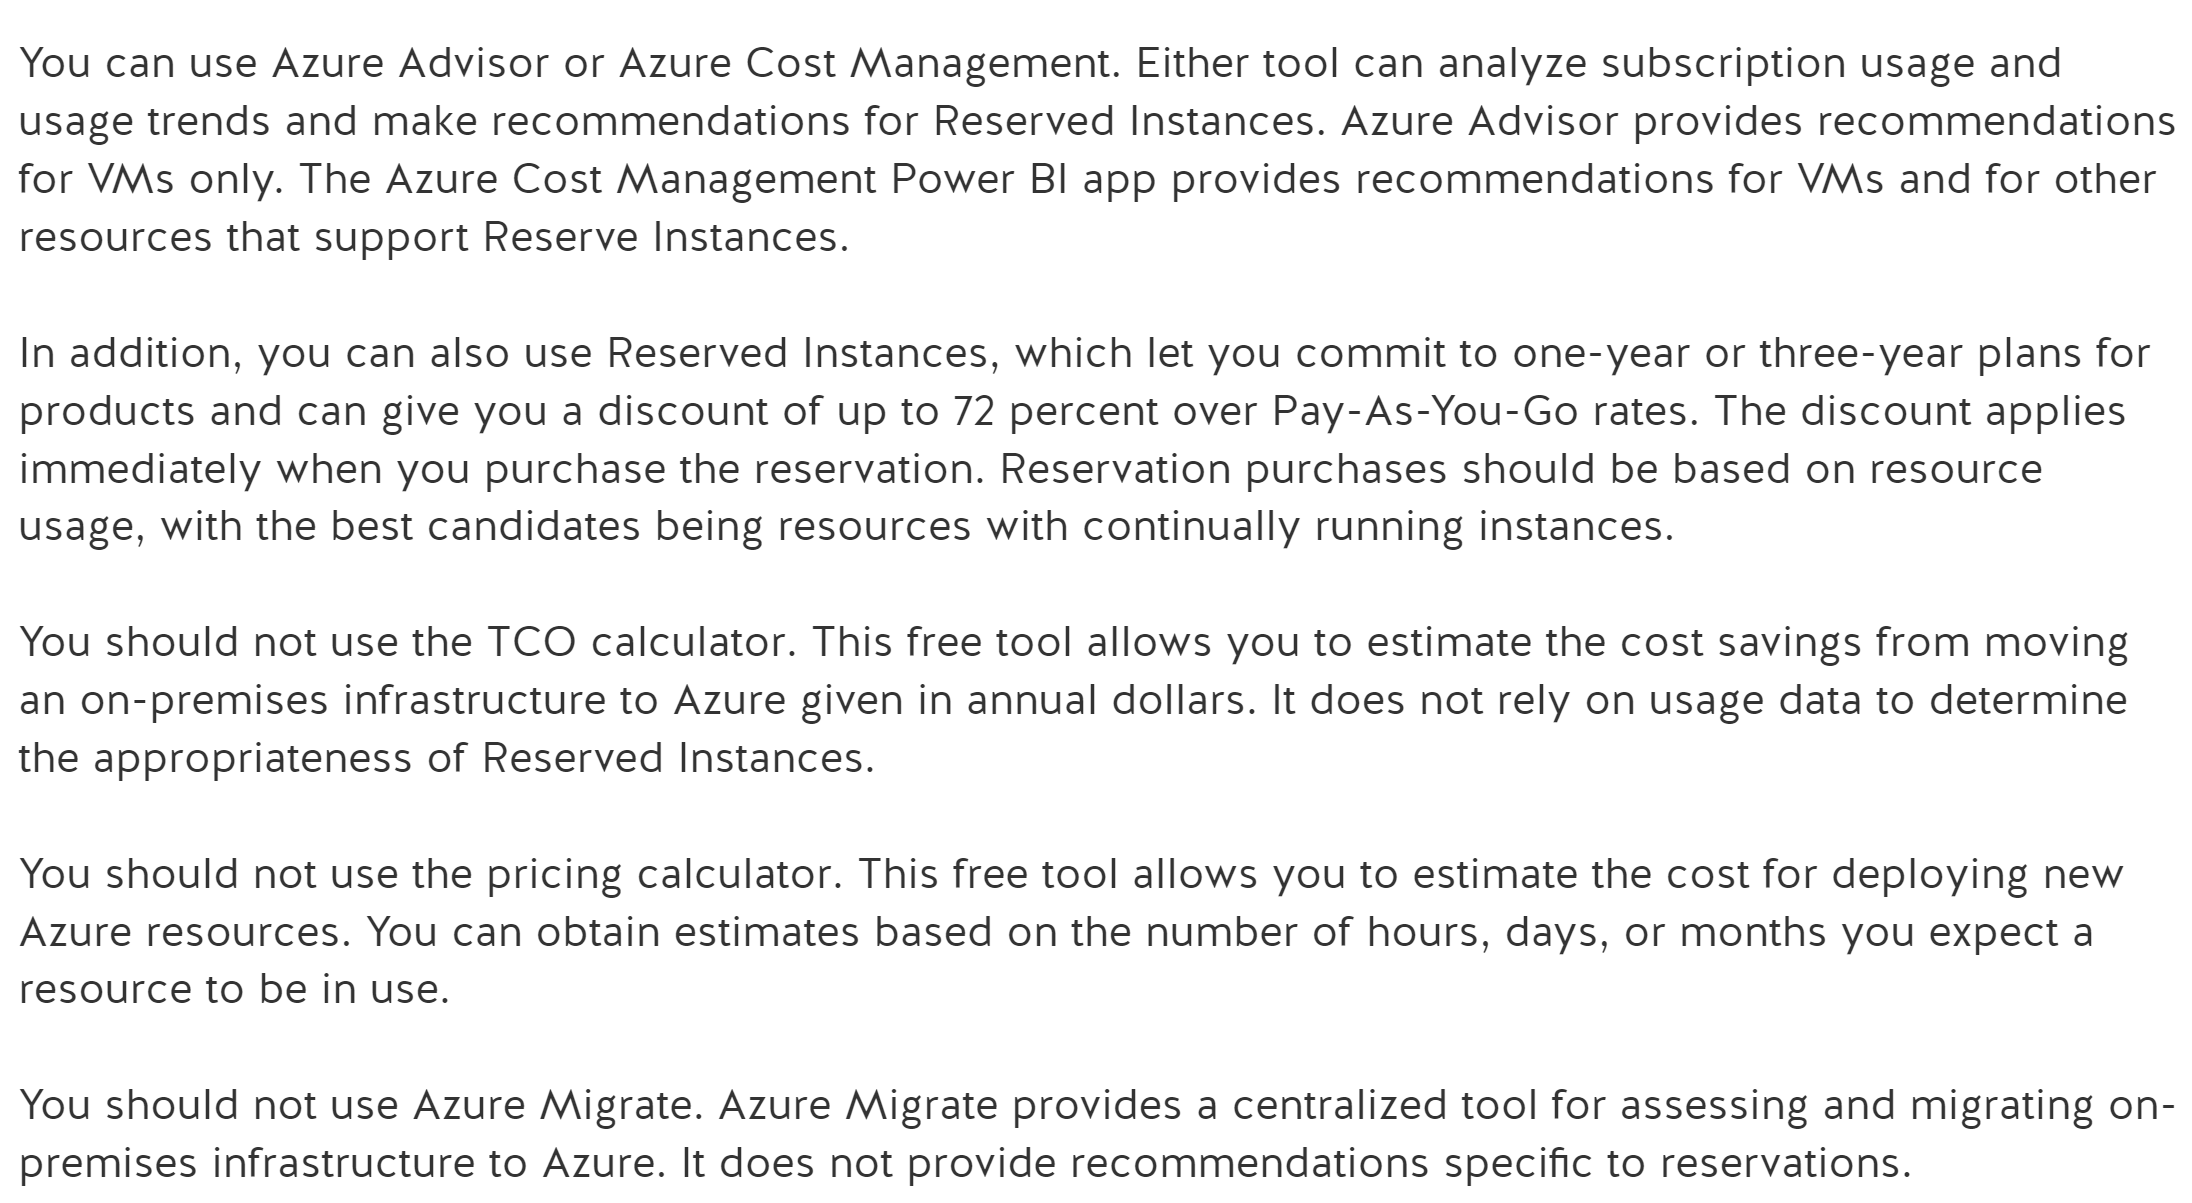 You can use Azure Advisor or Azure Cost Management. Either tool can analyze subscription usage and
usage trends and make recommendations for Reserved Instances. Azure Advisor provides recommendations
for VMs only. The Azure Cost Management Power BI app provides recommendations for VMs and for other
resources that support Reserve Instances.
In addition, you can also use Reserved Instances, which let you commit to one-year or three-year plans for
products and can give you a discount of up to 72 percent over Pay-As-You-Go rates. The discount applies
immediately when you purchase the reservation. Reservation purchases should be based on resource
usage, with the best candidates being resources with continually running instances.
You should not use the TCO calculator. This free tool allows you to estimate the cost savings from moving
an on-premises infrastructure to Azure given in annual dollars. It does not rely on usage data to determine
the appropriateness of Reserved Instances.
You should not use the pricing calculator. This free tool allows you to estimate the cost for deploying new
Azure resources. You can obtain estimates based on the number of hours, days, or months you expect a
resource to be in use.
You should not use Azure Migrate. Azure Migrate provides a centralized tool for assessing and migrating on-
premises infrastructure to Azure. It does not provide recommendations specific to reservations.